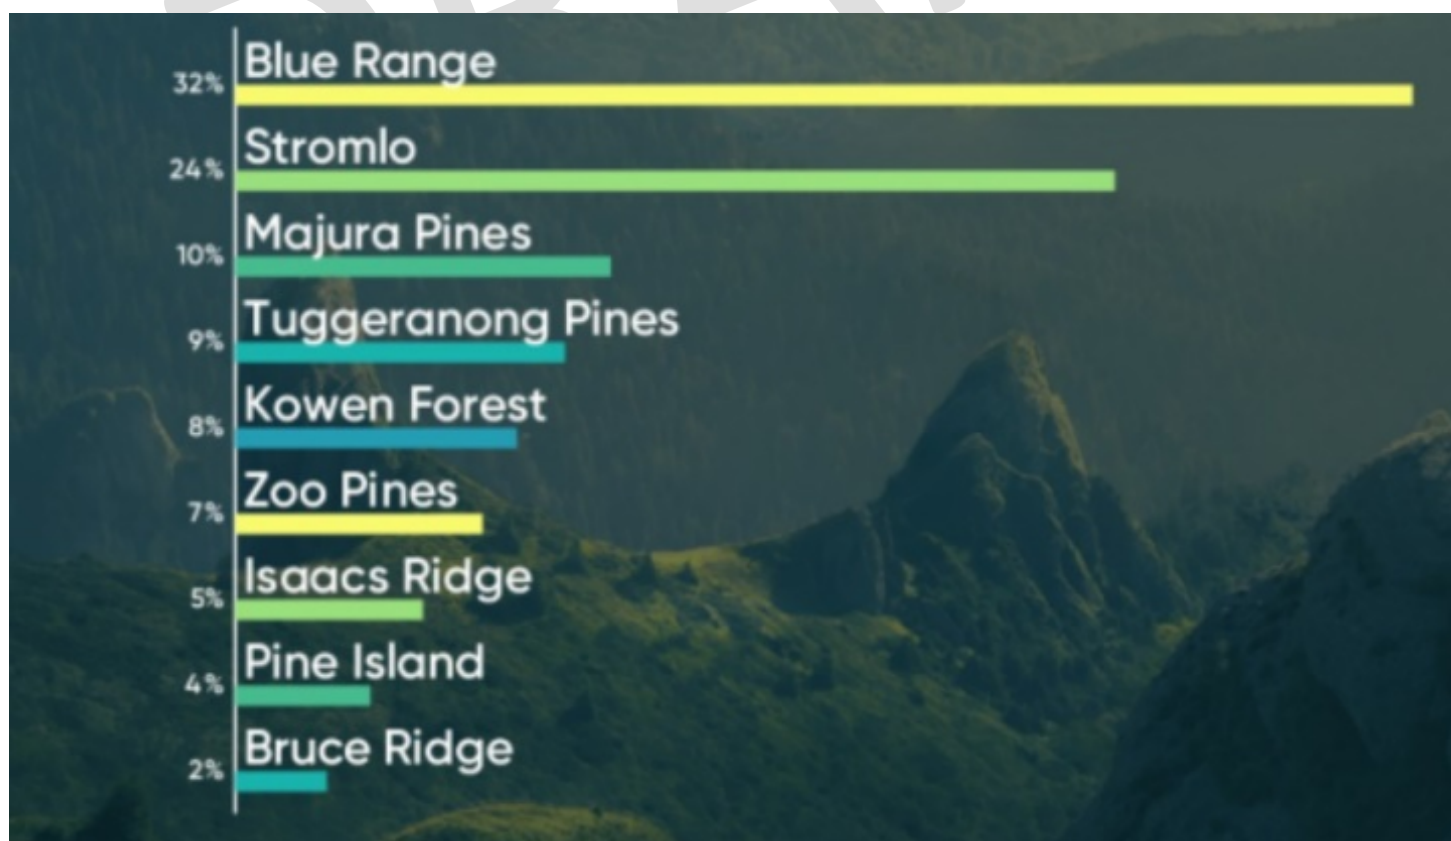 Blue Range
32%
Stromlo
24%
Majura Pines
10%
Tuggeranong Pines
9%
Kowen Forest
8%
Zoo Pines
7%
Isaacs Ridge
5%
Pine Island
4%
Bruce Ridge
2%